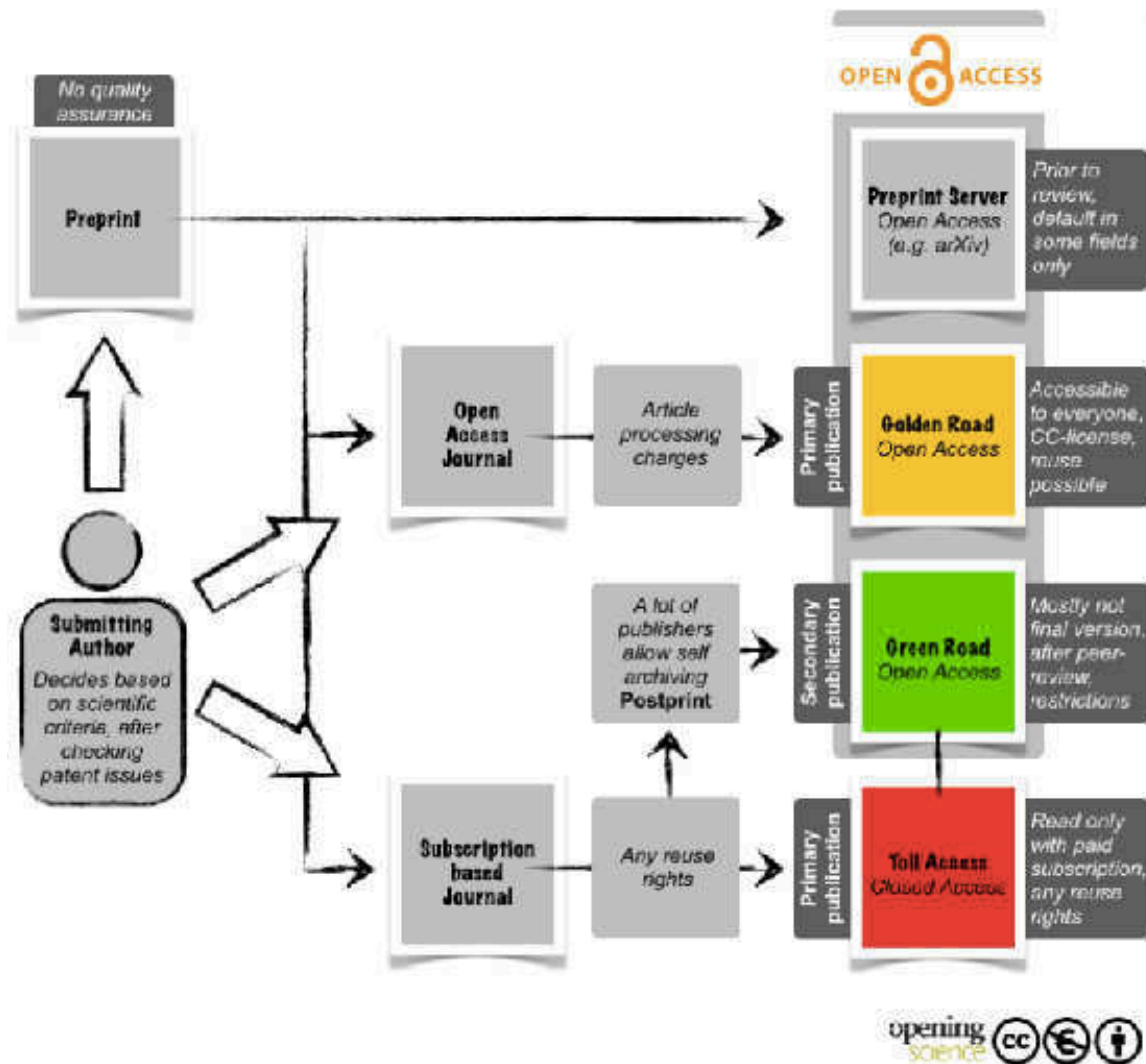 OPEN ACCESS
No quality
assurance
Preprint
Preprint Server
Open Access
(e.g. arXiv)
Prior to
review,
default in
some fields
only
Open
Access
Journal
Article
processing
charges
Primary
publication
Golden Road
Open Access
Accessible
to everyone,
CC-license,
reuse
possible
Submitting
Author
Decides based
on scientific
criteria, after
checking
patent issues
A lot of
publishers
allow self
archiving
Postprint
Secondary
publication
Green Road
Open Access
Mostly not
final version,
after peer-
review,
restrictions
Subscription
based
Journal
Any reuse
rights
Primary
publication
Toll Access
Closed Access
Read only
with paid
subscription,
any reuse
rights
opening
science
cc